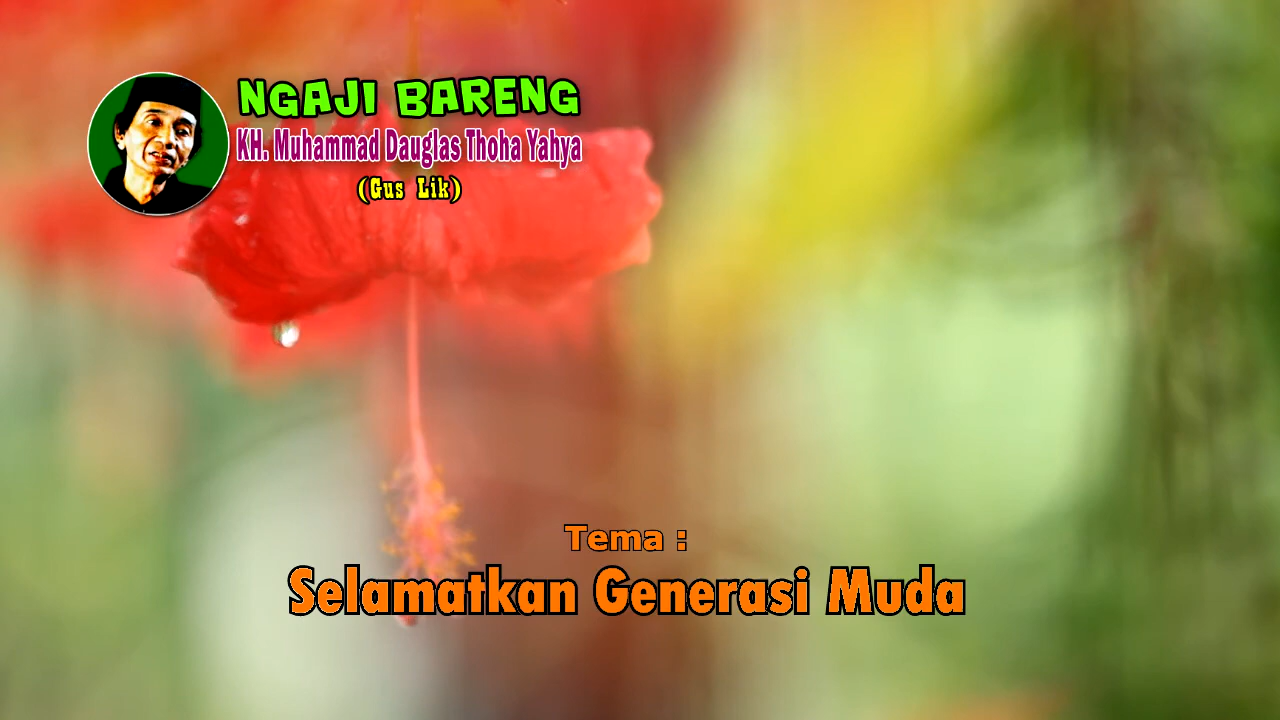 NGAJI BARENG
KH. Muhammad Dauglas Thoha Yahya
(Gus Lik)
Tema :
Selamatkan Generasi Muda